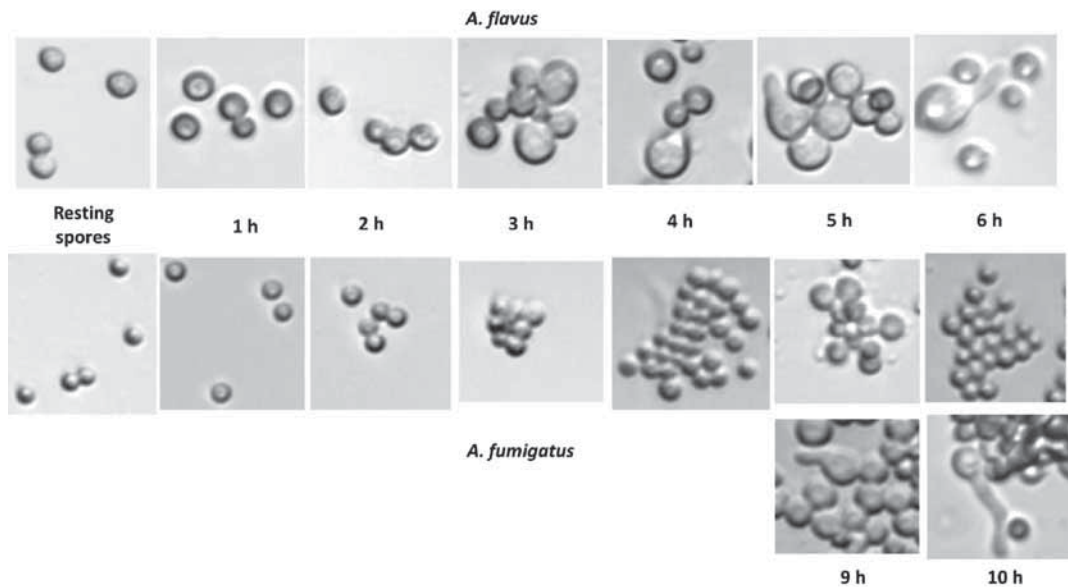 A. flavus
Resting
spores
1 h
2 h
3 h
4 h
5 h
6 h
A. fumigatus
9 h
10 h